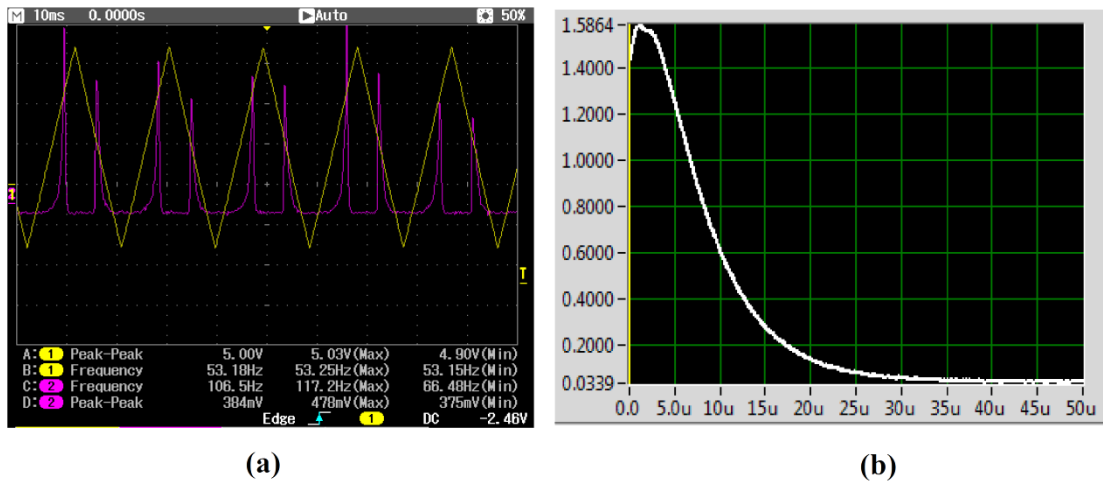 M 10ms 0.0000s Auto 50%
T
A: 1 Peak-Peak 5.00V 5.03V(Max) 4.90V(Min)
B: 1 Frequency 53.18Hz 53.25Hz(Max) 53.15Hz(Min)
C: 2 Frequency 106.5Hz 117.2Hz(Max) 66.48Hz(Min)
D: 2 Peak-Peak 384mV 478mV(Max) 375mV(Min)
Edge 1 DC -2.46V
(a)
1.5864
1.4000
1.2000
1.0000
0.8000
0.6000
0.4000
0.2000
0.0339
0.0 5.0u 10u 15u 20u 25u 30u 35u 40u 45u 50u
(b)